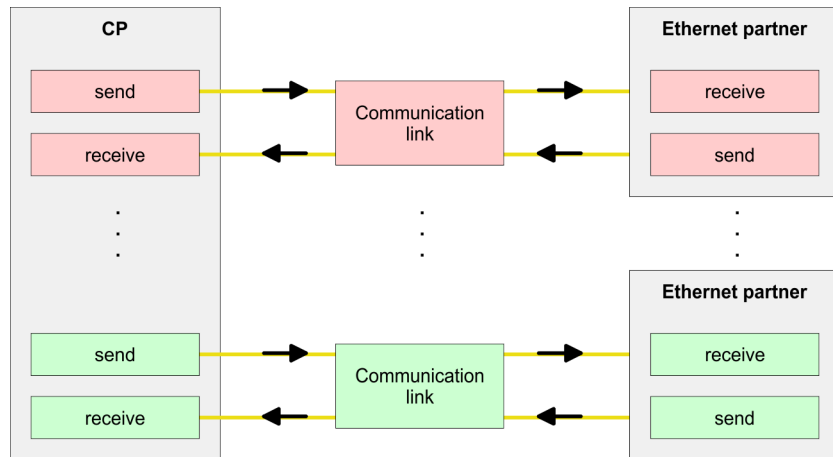 CP
Ethernet partner
send
receive
Communication
link
receive
send
Ethernet partner
send
receive
Communication
link
receive
send